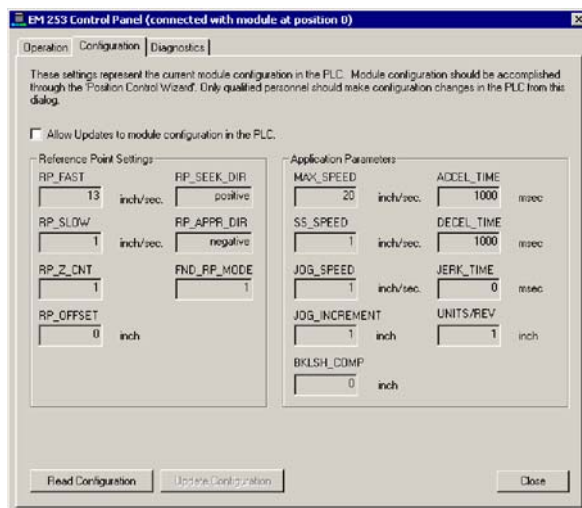 EM 253 Control Panel (connected with module at position 0)
Operation Configuration Diagnostics
These settings represent the current module configuration in the PLC. Module configuration should be accomplished
through the 'Position Control Wizard'. Only qualified personnel should make configuration changes in the PLC from this
dialog.
Allow Updates to module configuration in the PLC.
Reference Point Settings
RP_FAST RP_SEEK_DIR
13 inch/sec. positive
RP_SLOW RP_APPR_DIR
1 inch/sec. negative
RP_Z_CNT FND_RP_MODE
1 1
RP_OFFSET
0 inch
Application Parameters
MAX_SPEED ACCEL_TIME
20 inch/sec. 1000 msec
SS_SPEED DECEL_TIME
1 inch/sec. 1000 msec
JOG_SPEED JERK_TIME
1 inch/sec. 0 msec
JOG_INCREMENT UNITS/REV
1 inch 1 inch
BKLSH_COMP
0 inch
Read Configuration Update Configuration Close